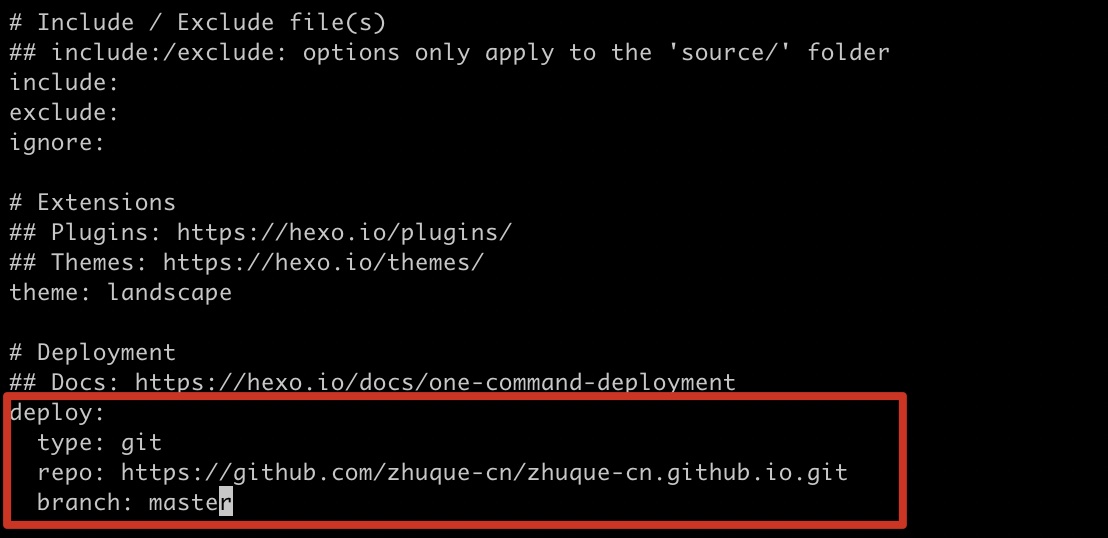 # Include / Exclude file(s)
## include:/exclude: options only apply to the 'source/' folder
include:
exclude:
ignore:
# Extensions
## Plugins: https://hexo.io/plugins/
## Themes: https://hexo.io/themes/
theme: landscape
# Deployment
## Docs: https://hexo.io/docs/one-command-deployment
deploy:
  type: git
  repo: https://github.com/zhuque-cn/zhuque-cn.github.io.git
  branch: master